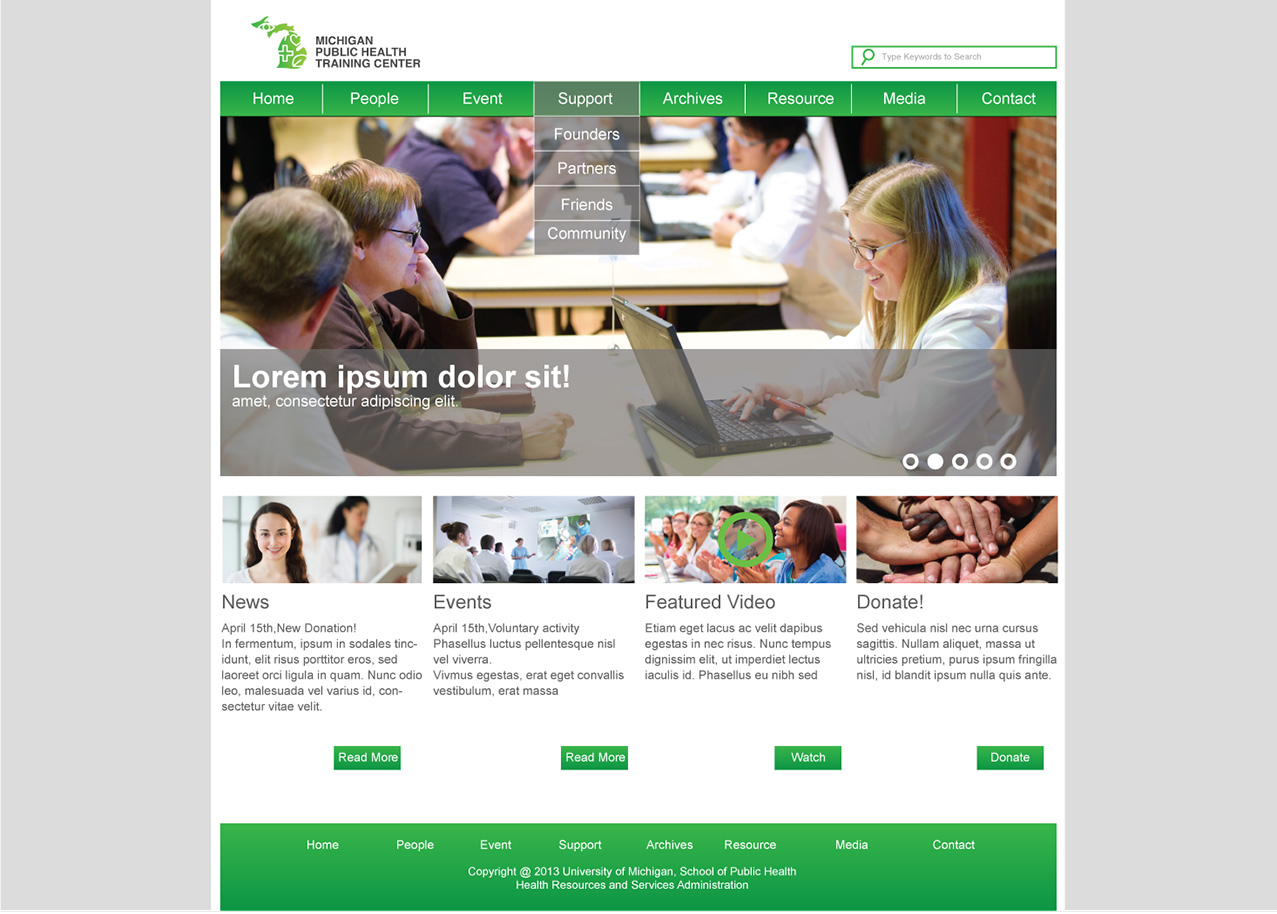 MICHIGAN
PUBLIC HEALTH
TRAINING CENTER
Type Keywords to Search
Home People Event Support Archives Resource Media Contact
Founders
Partners
Friends
Community
Lorem ipsum dolor sit!
amet, consectetur adipiscing elit.
News
April 15th,New Donation!
In fermentum, ipsum in sodales tinc-
idunt, elit risus porttitor eros, sed
laoreet orci ligula in quam. Nunc odio
leo, malesuada vel varius id, con-
sectetur vitae velit.
Read More
Events
April 15th,Voluntary activity
Phasellus luctus pellentesque nisl
vel viverra.
Vivmus egestas, erat eget convallis
vestibulum, erat massa
Read More
Featured Video
Etiam eget lacus ac velit dapibus
egestas in nec risus. Nunc tempus
dignissim elit, ut imperdiet lectus
iaculis id. Phasellus eu nibh sed
Watch
Donate!
Sed vehicula nisl nec urna cursus
sagittis. Nullam aliquet, massa ut
ultricies pretium, purus ipsum fringilla
nisl, id blandit ipsum nulla quis ante.
Donate
Home People Event Support Archives Resource Media Contact
Copyright @ 2013 University of Michigan, School of Public Health
Health Resources and Services Administration